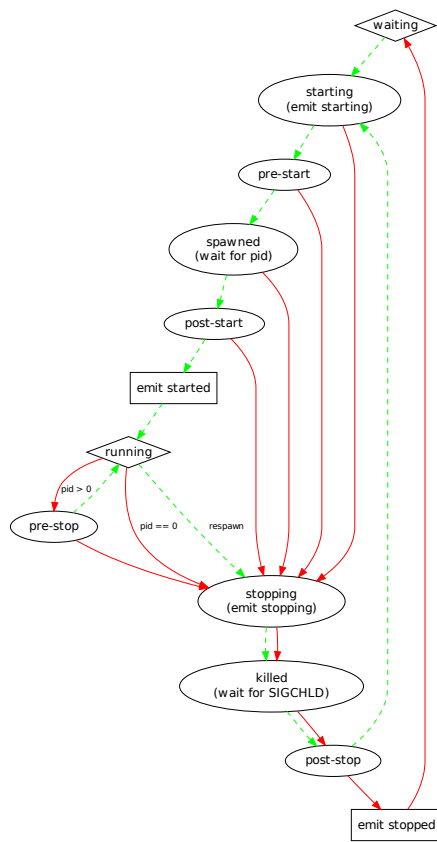 waiting
starting
(emit starting)
pre-start
spawned
(wait for pid)
post-start
emit started
running
pid > 0
pre-stop
pid == 0
respawn
stopping
(emit stopping)
killed
(wait for SIGCHLD)
post-stop
emit stopped